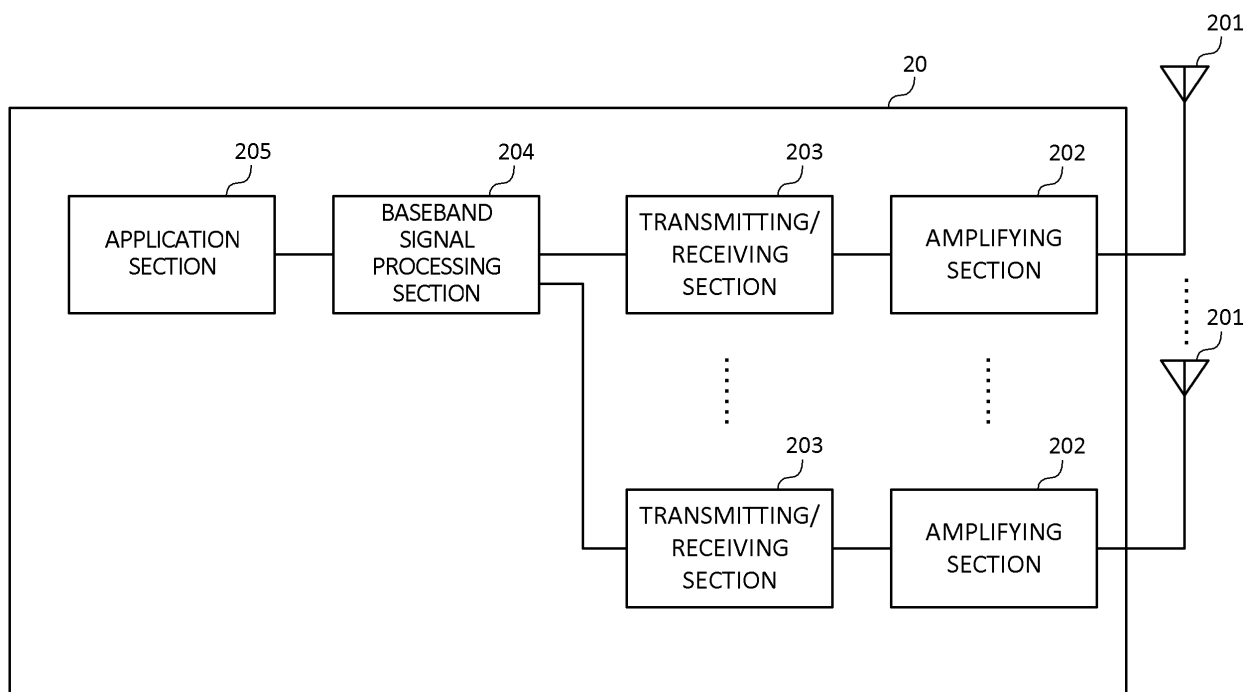 201
20
205
204
203
202
APPLICATION
SECTION
BASEBAND
SIGNAL
PROCESSING
SECTION
TRANSMITTING/
RECEIVING
SECTION
AMPLIFYING
SECTION
201
203
202
TRANSMITTING/
RECEIVING
SECTION
AMPLIFYING
SECTION